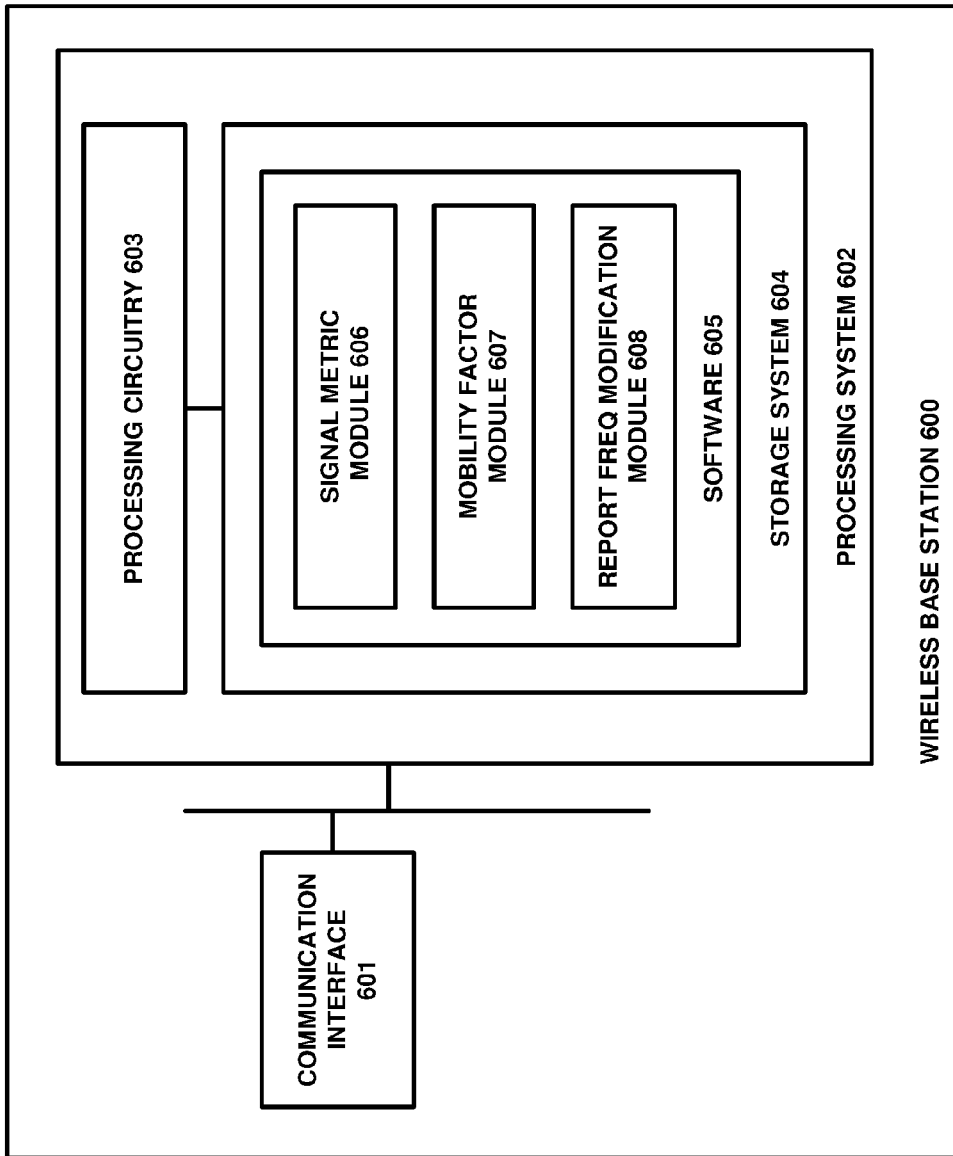 PROCESSING CIRCUITRY 603
SIGNAL METRIC
MODULE 606
MOBILITY FACTOR
MODULE 607
REPORT FREQ MODIFICATION
MODULE 608
SOFTWARE 605
STORAGE SYSTEM 604
PROCESSING SYSTEM 602
COMMUNICATION
INTERFACE
601
WIRELESS BASE STATION 600